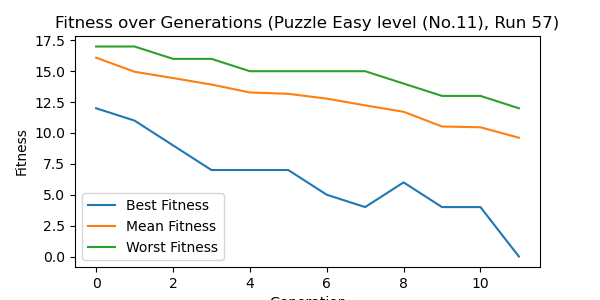 Fitness over Generations (Puzzle Easy level (No.11), Run 57)
17.5
15.0
12.5
10.0
7.5
5.0
2.5
0.0
Fitness
Best Fitness
Mean Fitness
Worst Fitness
0 2 4 6 8 10
Generation